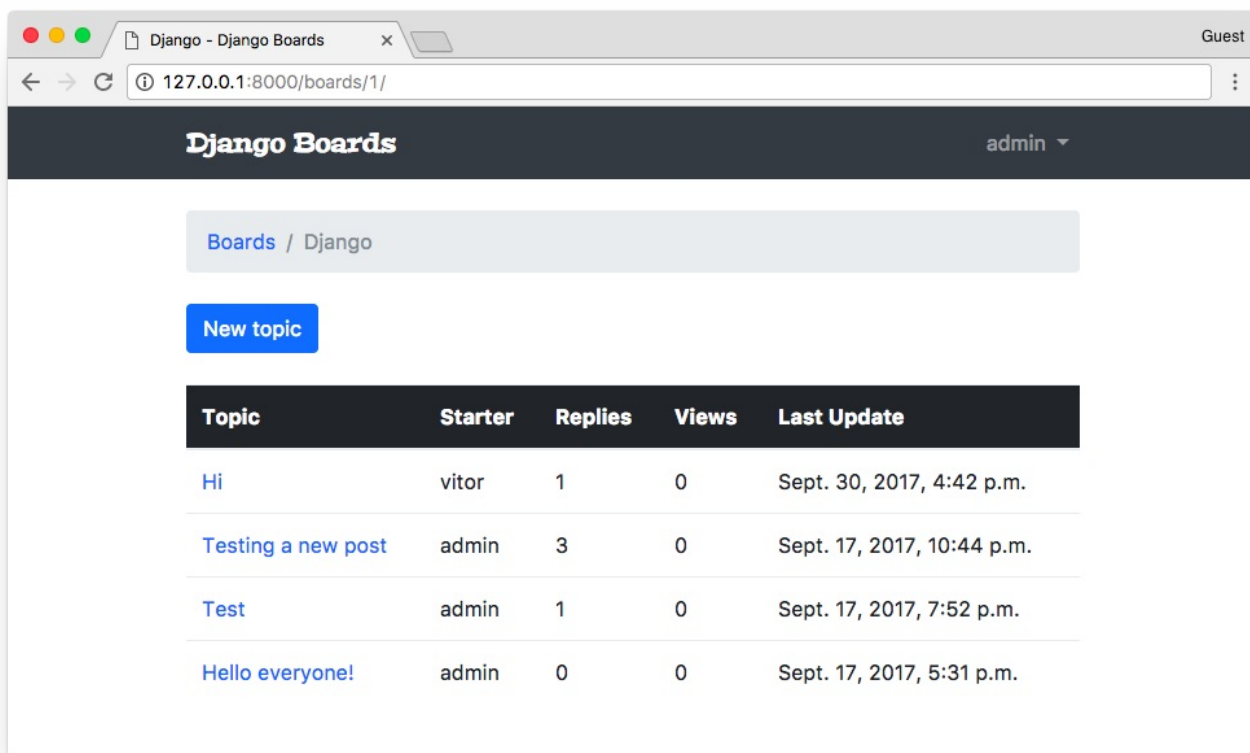 Django - Django Boards
Guest
127.0.0.1:8000/boards/1/
Django Boards
admin
Boards / Django
New topic
Topic Starter Replies Views Last Update
Hi vitor 1 0 Sept. 30, 2017, 4:42 p.m.
Testing a new post admin 3 0 Sept. 17, 2017, 10:44 p.m.
Test admin 1 0 Sept. 17, 2017, 7:52 p.m.
Hello everyone! admin 0 0 Sept. 17, 2017, 5:31 p.m.